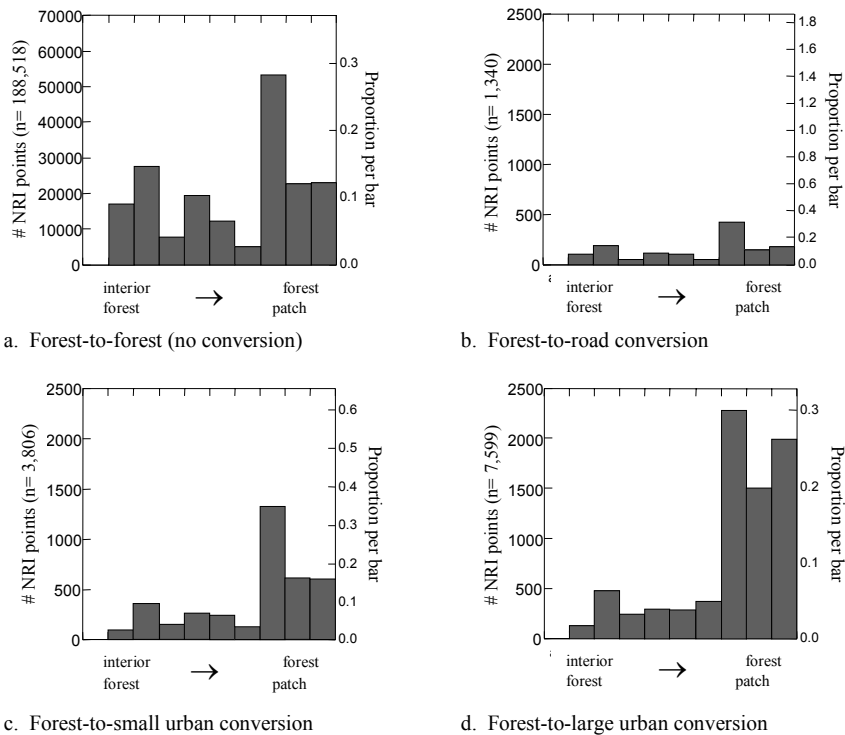 70000
60000
50000
40000
30000
20000
10000
0
# NRI points (n= 188,518)
0.3
0.2
0.1
0.0
Proportion per bar
interior
forest
→
forest
patch
a. Forest-to-forest (no conversion)
2500
2000
1500
1000
500
0
# NRI points (n= 1,340)
1.8
1.6
1.4
1.2
1.0
0.8
0.6
0.4
0.2
0.0
Proportion per bar
interior
forest
→
forest
patch
b. Forest-to-road conversion
2500
2000
1500
1000
500
0
# NRI points (n= 3,806)
0.6
0.5
0.4
0.3
0.2
0.1
0.0
Proportion per bar
interior
forest
→
forest
patch
c. Forest-to-small urban conversion
2500
2000
1500
1000
500
0
# NRI points (n= 7,599)
0.3
0.2
0.1
0.0
Proportion per bar
interior
forest
→
forest
patch
d. Forest-to-large urban conversion